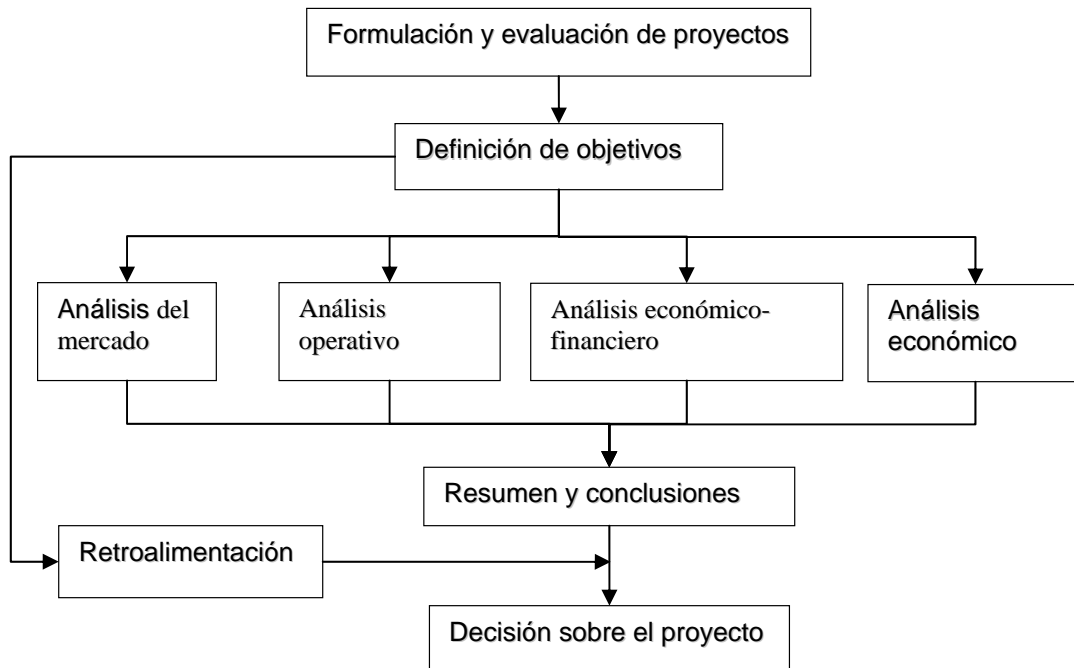 Formulación y evaluación de proyectos
Definición de objetivos
Análisis del
mercado
Análisis
operativo
Análisis económico-
financiero
Análisis
económico
Resumen y conclusiones
Retroalimentación
Decisión sobre el proyecto